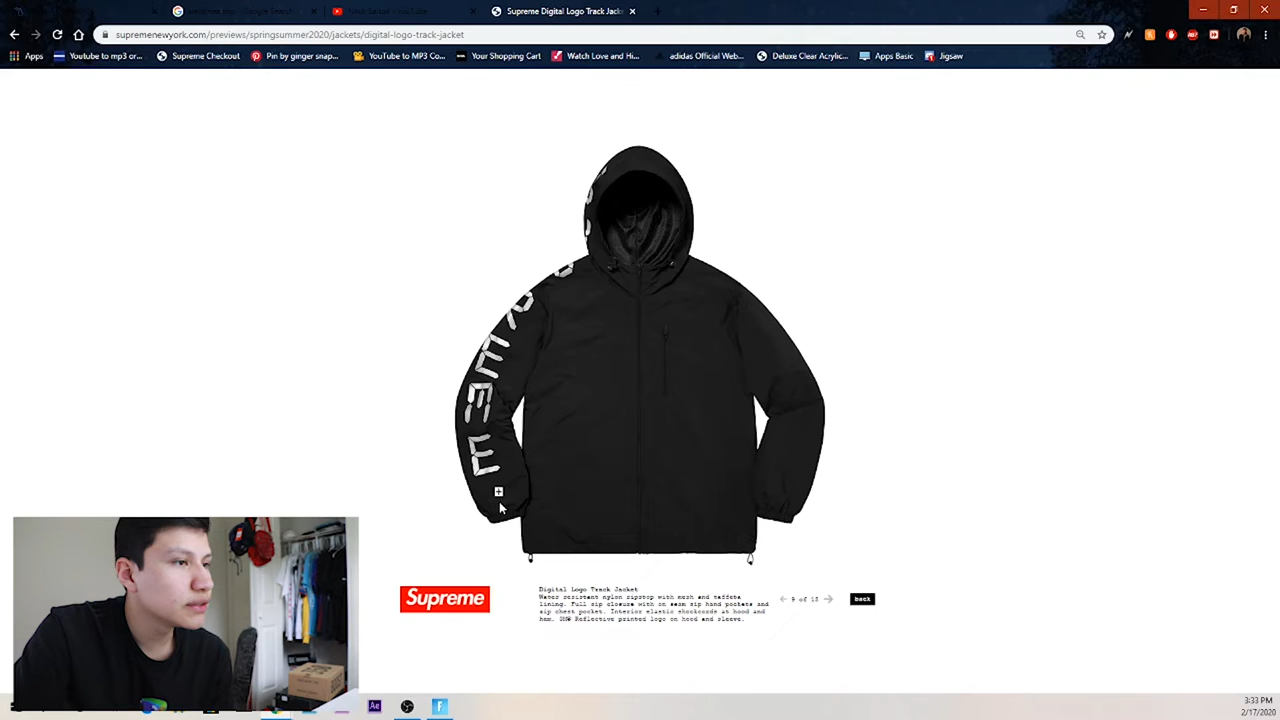 Supreme Digital Logo Track Jacke
supremenewyork.com/previews/springsummer2020/jackets/digital-logo-track-jacket
Apps Youtube to mp3 or... Supreme Checkout Pin by ginger snap... YouTube to MP3 Co... Your Shopping Cart Watch Love and Hi... adidas Official Web... Deluxe Clear Acrylic... Apps Basic Jigsaw
P R E M E
Supreme
Digital Logo Track Jacket
Water resistant nylon ripstop with mesh and taffeta
lining. Full zip closure with on seam zip hand pockets and
zip chest pocket. Interior elastic shockcords at hood and
hem. 3M® Reflective printed logo on hood and sleeve.
9 of 18
back
Ae
3:33 PM
2/17/2020